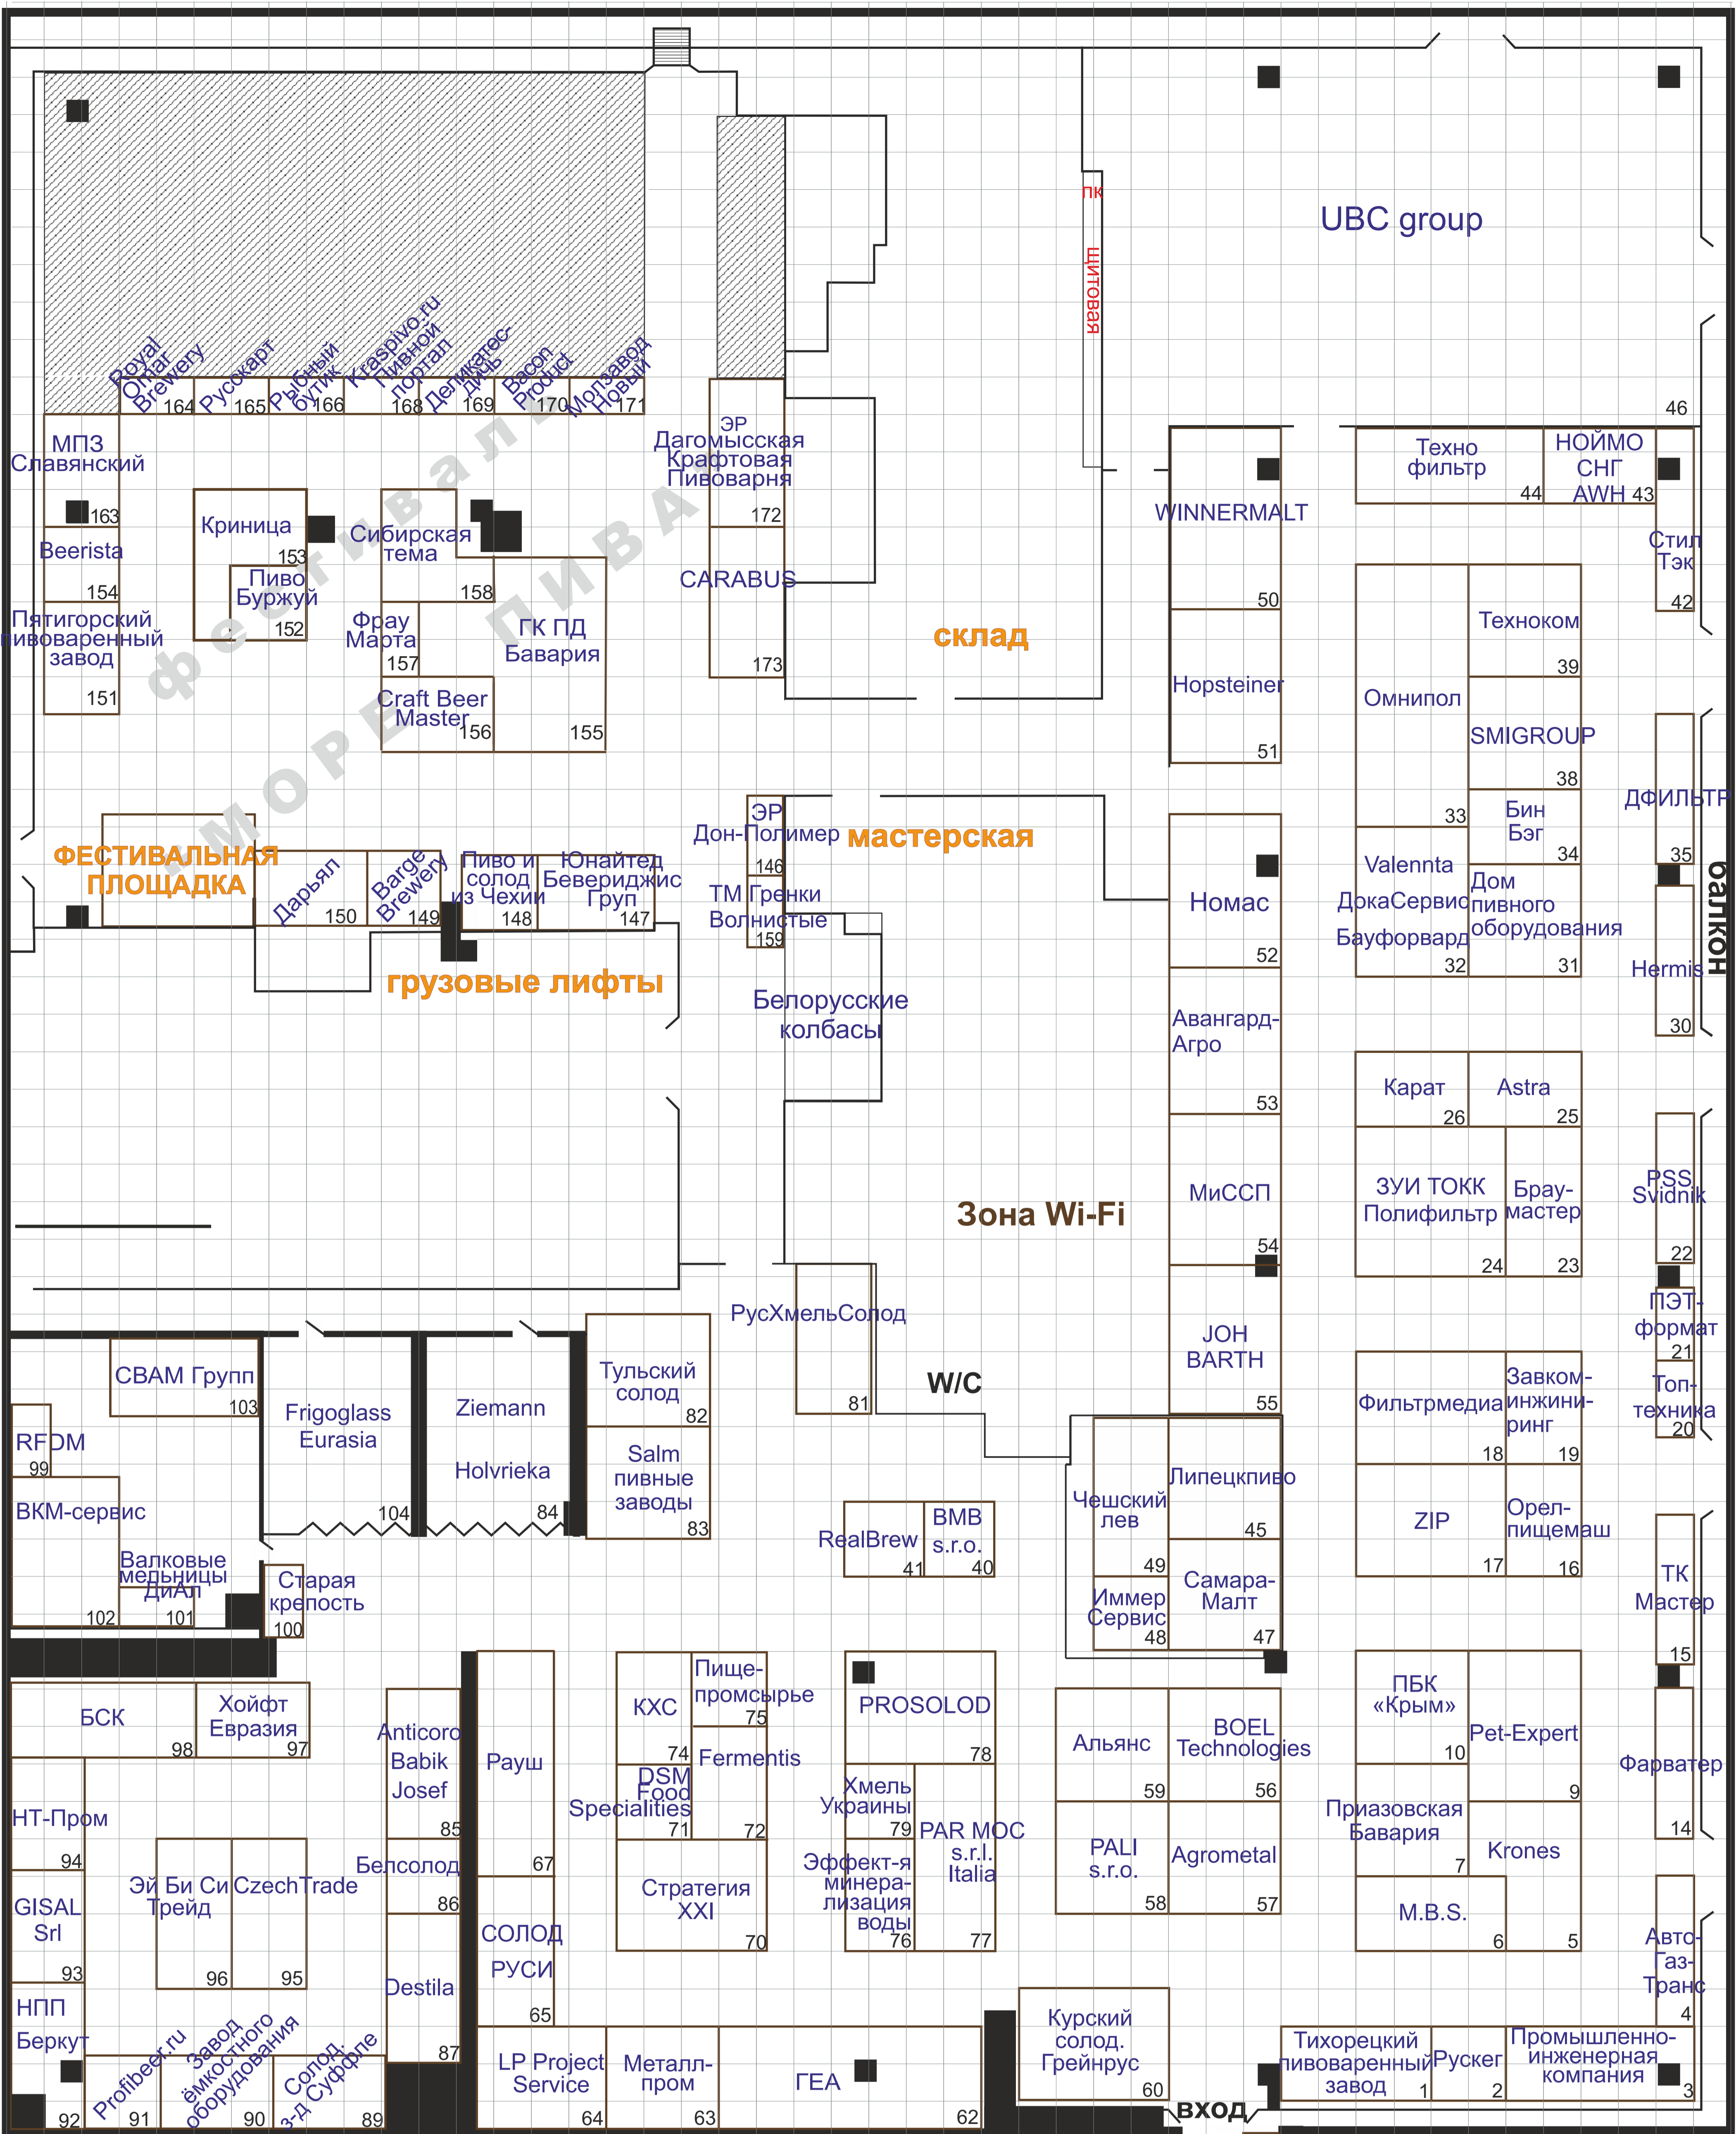 пк
щитовая
UBC group
Royal
Omar
Brewery
164
Русскарт
165
Рыбный
бутик
166
Kraspivo.ru
Пивной
портал
168
Деликатес-
дичь
169
Bacon
Product
170
Молзавод
Новый
171
46
МПЗ
Славянский
163
Beerista
154
Пятигорский
пивоваренный
завод
151
Криница
153
Пиво
Буржуй
152
Сибирская
тема
158
Фрау
Марта
157
ГК ПД
Бавария
155
Craft Beer
Master
156
фестиваль
"МОРЕ ПИВА"
ЭР
Дагомысская
Крафтовая
Пивоварня
172
CARABUS
173
склад
WINNERMALT
50
Hopsteiner
51
Техно
фильтр
44
НОЙМО
СНГ
AWH
43
Стил
Тэк
42
Техноком
39
Омнипол
33
SMIGROUP
38
Бин
Бэг
34
ДФИЛЬТР
35
балкон
ФЕСТИВАЛЬНАЯ
ПЛОЩАДКА
Дарьял
150
Barge
Brewery
149
Пиво и
солод
из Чехии
148
Юнайтед
Бевериджис
Груп
147
грузовые лифты
ЭР
Дон-Полимер
146
ТМ Гренки
Волнистые
159
мастерская
Белорусские
колбасы
Номас
52
Valennta
ДокаСервис
Бауфорвард
32
Дом
пивного
оборудования
31
Hermis
30
Авангард-
Агро
53
Карат
26
Astra
25
МиССП
54
ЗУИ ТОКК
Полифильтр
24
Брау-
мастер
23
PSS
Svidnik
22
Зона Wi-Fi
РусХмельСолод
81
W/C
JOH
BARTH
55
ПЭТ-
формат
21
Топ-
техника
20
Фильтрмедиа
18
Завком-
инжини-
ринг
19
ZIP
17
Орел-
пищемаш
16
ТК
Мастер
15
СВАМ Групп
103
RFDM
99
ВКМ-сервис
102
Валковые
мельницы
ДиАл
101
Frigoglass
Eurasia
104
Ziemann
Holvrieka
84
Старая
крепость
100
Тульский
солод
82
Salm
пивные
заводы
83
RealBrew
41
BMB
s.r.o.
40
Чешский
лев
49
Липецкпиво
45
Иммер
Сервис
48
Самара-
Малт
47
БСК
98
Хойфт
Евразия
97
НТ-Пром
94
GISAL
Srl
93
НПП
Беркут
92
Эй Би Си
Трейд
96
CzechTrade
95
Profibeer.ru
91
Завод
ёмкостного
оборудования
90
Солод.
з-д Суффле
89
Anticoro
Babik
Josef
85
Белсолод
86
Destila
87
Рауш
67
СОЛОД
РУСИ
65
КХС
74
Пище-
промсырье
75
DSM
Food
Specialities
71
Fermentis
72
Стратегия
XXI
70
PROSOLOD
78
Хмель
Украины
79
Эффект-я
минера-
лизация
воды
76
PAR MOC
s.r.l.
Italia
77
Альянс
59
BOEL
Technologies
56
PALI
s.r.o.
58
Agrometal
57
ПБК
«Крым»
10
Pet-Expert
9
Приазовская
Бавария
7
Krones
5
M.B.S.
6
Фарватер
14
Авто-
Газ-
Транс
4
LP Project
Service
64
Металл-
пром
63
ГЕА
62
Курский
солод.
Грейнрус
60
вход
Тихорецкий
пивоваренный
завод
1
Рускег
2
Промышленно-
инженерная
компания
3